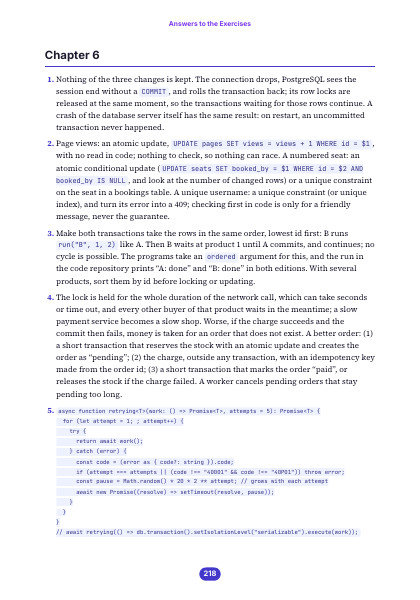 Answers to the Exercises
Chapter 6
1. Nothing of the three changes is kept. The connection drops, PostgreSQL sees the
session end without a COMMIT, and rolls the transaction back; its row locks are
released at the same moment, so the transactions waiting for those rows continue. A
crash of the database server itself has the same result: on restart, an uncommitted
transaction never happened.
2. Page views: an atomic update, UPDATE pages SET views = views + 1 WHERE id = $1,
with no read in code; nothing to check, so nothing can race. A numbered seat: an
atomic conditional update (UPDATE seats SET booked_by = $1 WHERE id = $2 AND
booked_by IS NULL, and look at the number of changed rows) or a unique constraint
on the seat in a bookings table. A unique username: a unique constraint (or unique
index), and turn its error into a 409; checking first in code is only for a friendly
message, never the guarantee.
3. Make both transactions take the rows in the same order, lowest id first: B runs
run("B", 1, 2) like A. Then B waits at product 1 until A commits, and continues; no
cycle is possible. The programs take an ordered argument for this, and the run in
the code repository prints “A: done” and “B: done” in both editions. With several
products, sort them by id before locking or updating.
4. The lock is held for the whole duration of the network call, which can take seconds
or time out, and every other buyer of that product waits in the meantime; a slow
payment service becomes a slow shop. Worse, if the charge succeeds and the
commit then fails, money is taken for an order that does not exist. A better order: (1)
a short transaction that reserves the stock with an atomic update and creates the
order as “pending”; (2) the charge, outside any transaction, with an idempotency key
made from the order id; (3) a short transaction that marks the order “paid”, or
releases the stock if the charge failed. A worker cancels pending orders that stay
pending too long.
5. async function retrying<T>(work: () => Promise<T>, attempts = 5): Promise<T> {
for (let attempt = 1; ; attempt++) {
try {
return await work();
} catch (error) {
const code = (error as { code?: string }).code;
if (attempt === attempts || (code !== "40001" && code !== "40P01")) throw error;
const pause = Math.random() * 20 * 2 ** attempt; // grows with each attempt
await new Promise((resolve) => setTimeout(resolve, pause));
}
}
}
// await retrying(() => db.transaction().setIsolationLevel("serializable").execute(work));
218